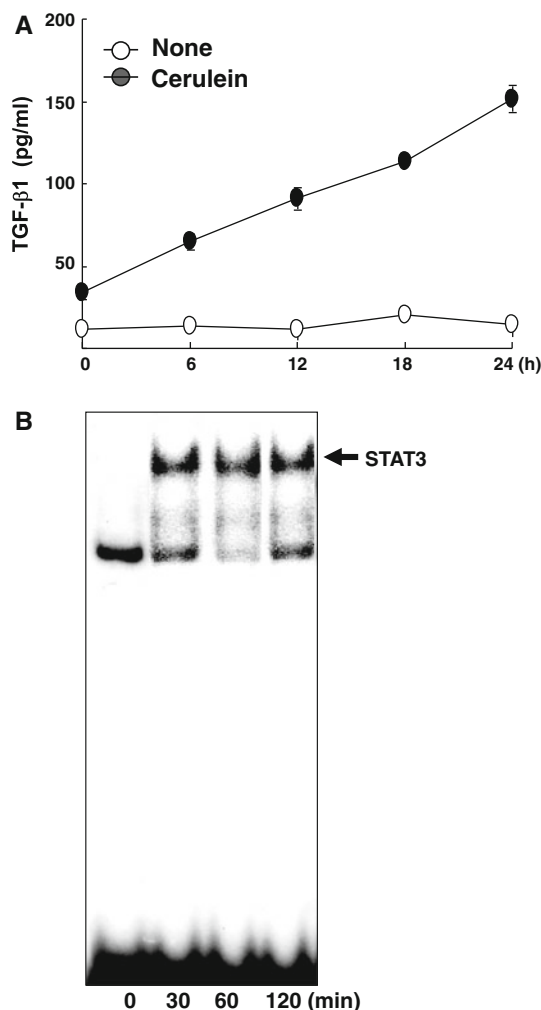 A
200
150
100
50
TGF-β1 (pg/ml)
None
Cerulein
0 6 12 18 24 (h)
B
STAT3
0 30 60 120 (min)